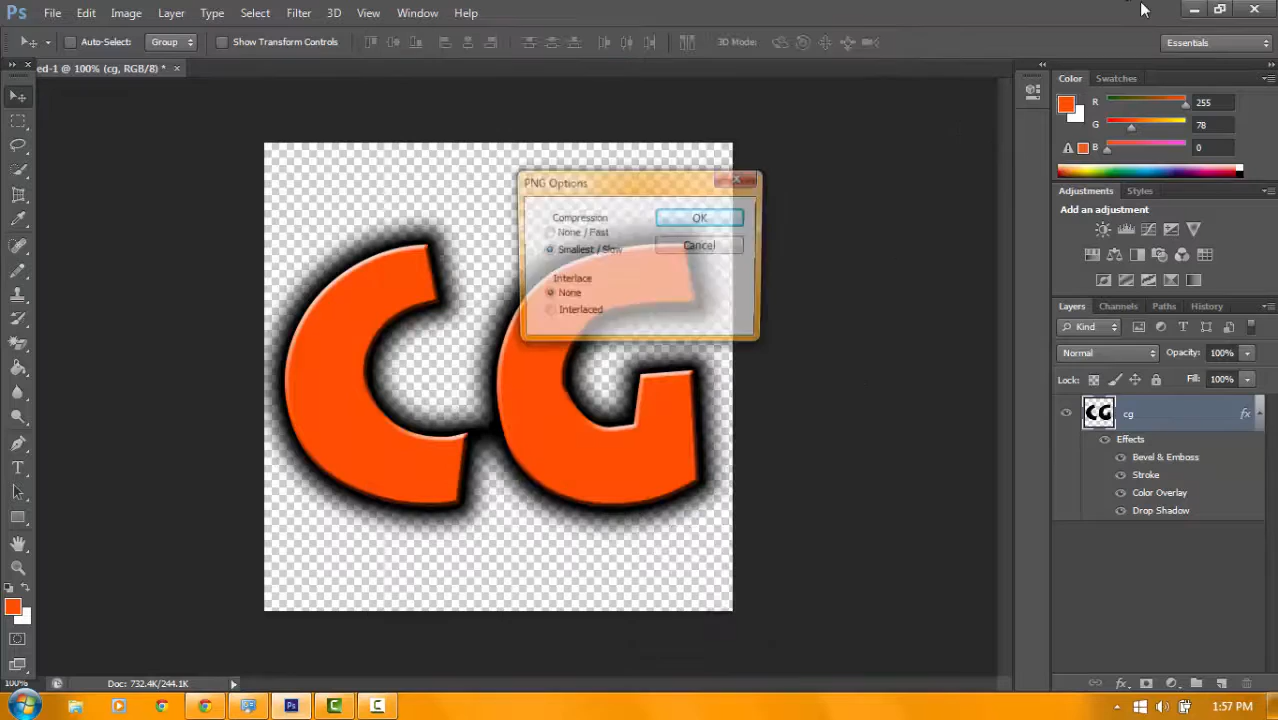 Ps File Edit Image Layer Type Select Filter 3D View Window Help
Auto-Select: Group Show Transform Controls 3D Mode: Essentials
ed-1 @ 100% (cg, RGB/8) * ×
Color Swatches
R 255
G 78
B 0
Adjustments Styles
Add an adjustment
Layers Channels Paths History
Kind
Normal Opacity: 100%
Lock: Fill: 100%
CG cg fx
Effects
Bevel & Emboss
Stroke
Color Overlay
Drop Shadow
PNG Options
Compression OK
None / Fast
Smallest / Slow Cancel
Interlace
None
Interlaced
CG
100% Doc: 732.4K/244.1K
1:57 PM